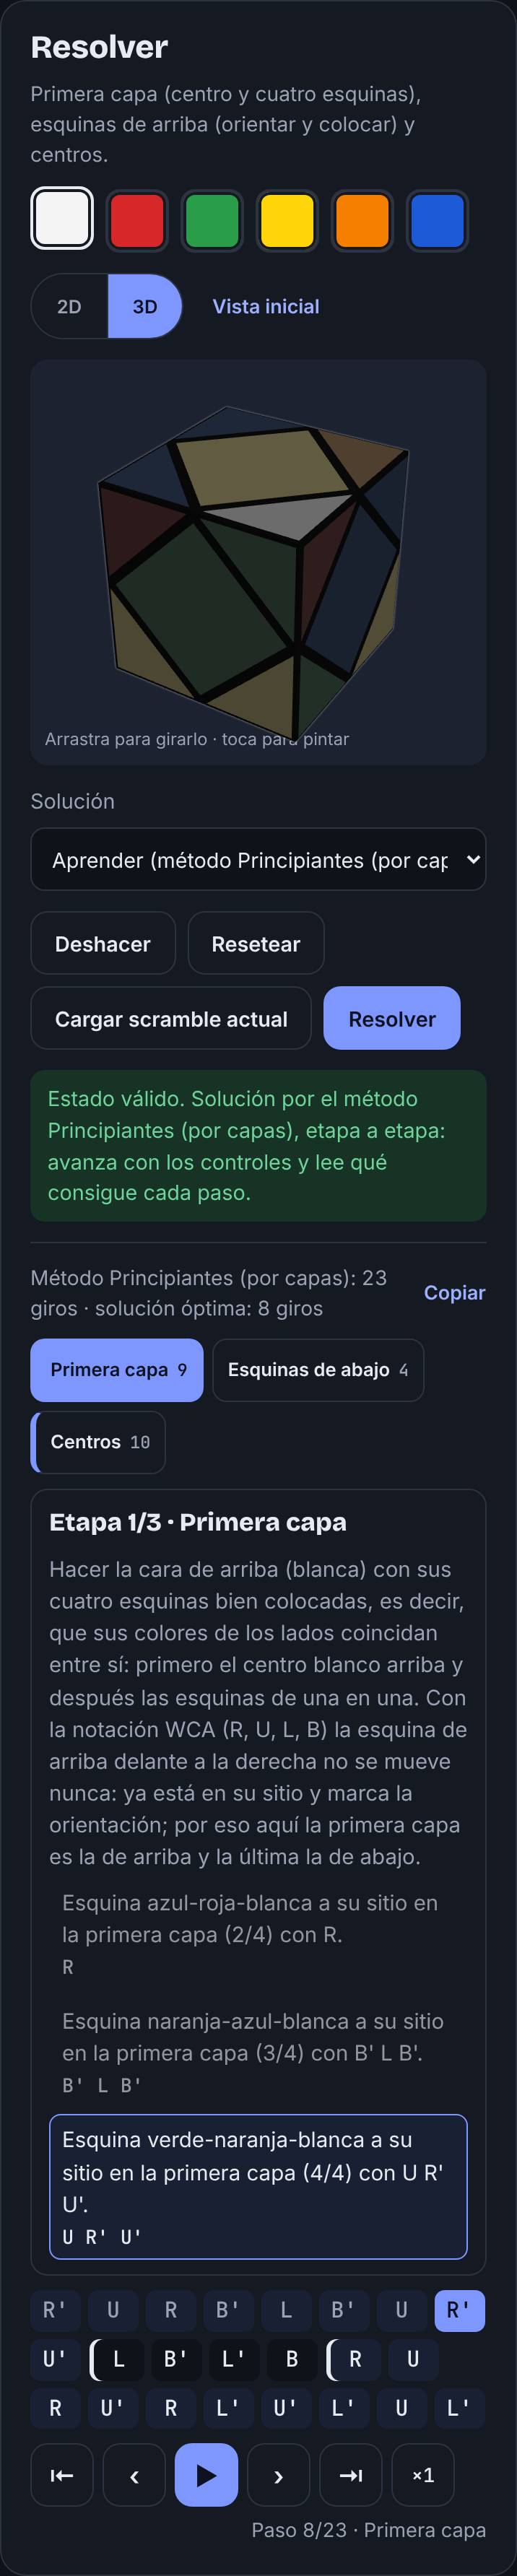 Resolver
Primera capa (centro y cuatro esquinas),
esquinas de arriba (orientar y colocar) y
centros.
2D 3D Vista inicial
Arrastra para girarlo · toca para pintar
Solución
Aprender (método Principiantes (por cap
Deshacer Resetear
Cargar scramble actual Resolver
Estado válido. Solución por el método
Principiantes (por capas), etapa a etapa:
avanza con los controles y lee qué
consigue cada paso.
Método Principiantes (por capas): 23
giros · solución óptima: 8 giros
Copiar
Primera capa 9 Esquinas de abajo 4
Centros 10
Etapa 1/3 · Primera capa
Hacer la cara de arriba (blanca) con sus
cuatro esquinas bien colocadas, es decir,
que sus colores de los lados coincidan
entre sí: primero el centro blanco arriba y
después las esquinas de una en una. Con
la notación WCA (R, U, L, B) la esquina de
arriba delante a la derecha no se mueve
nunca: ya está en su sitio y marca la
orientación; por eso aquí la primera capa
es la de arriba y la última la de abajo.
Esquina azul-roja-blanca a su sitio en
la primera capa (2/4) con R.
R
Esquina naranja-azul-blanca a su sitio
en la primera capa (3/4) con B' L B'.
B' L B'
Esquina verde-naranja-blanca a su
sitio en la primera capa (4/4) con U R'
U'.
U R' U'
R' U R B' L B' U R'
U' L B' L' B R U
R U' R L' U' L' U L'
×1
Paso 8/23 · Primera capa